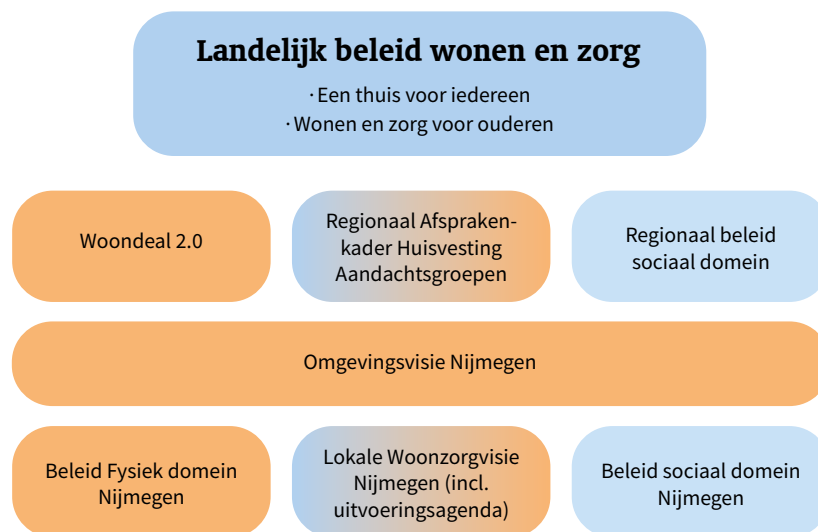 Landelijk beleid wonen en zorg
· Een thuis voor iedereen
· Wonen en zorg voor ouderen
Woondeal 2.0
Regionaal Afspraken-
kader Huisvesting
Aandachtsgroepen
Regionaal beleid
sociaal domein
Omgevingsvisie Nijmegen
Beleid Fysiek domein
Nijmegen
Lokale Woonzorgvisie
Nijmegen (incl.
uitvoeringsagenda)
Beleid sociaal domein
Nijmegen